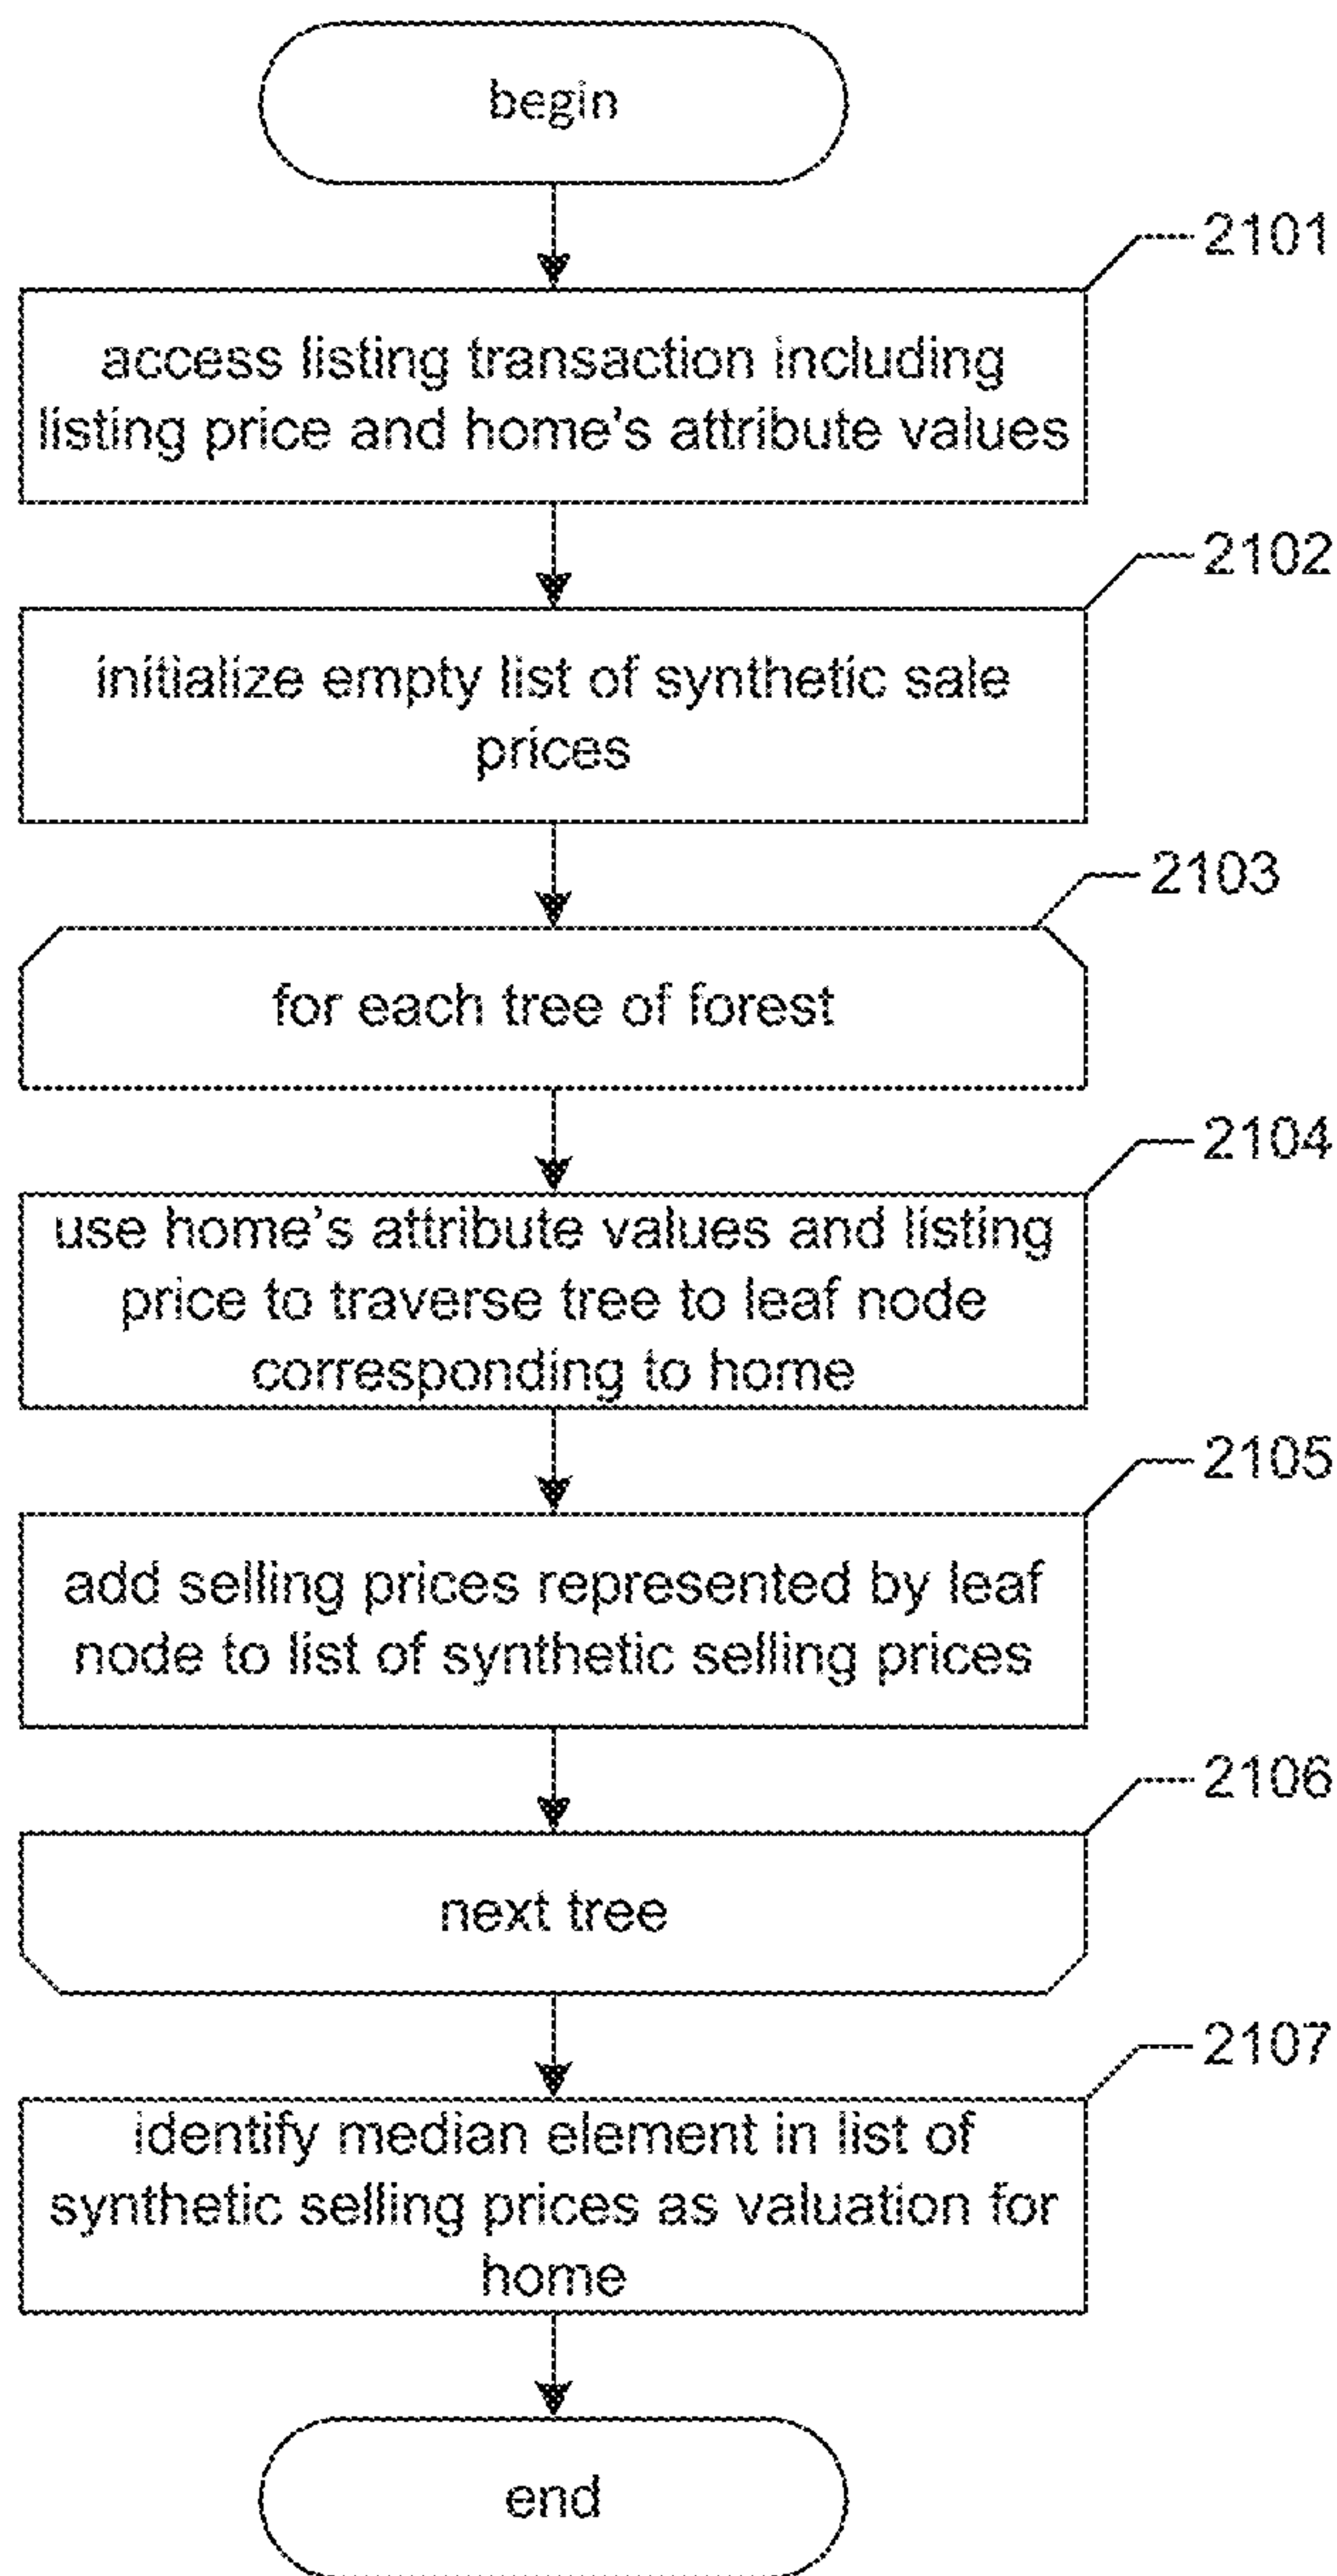 begin
2101
access listing transaction including
listing price and home's attribute values
2102
initialize empty list of synthetic sale
prices
2103
for each tree of forest
2104
use home's attribute values and listing
price to traverse tree to leaf node
corresponding to home
2105
add selling prices represented by leaf
node to list of synthetic selling prices
2106
next tree
2107
identify median element in list of
synthetic selling prices as valuation for
home
end